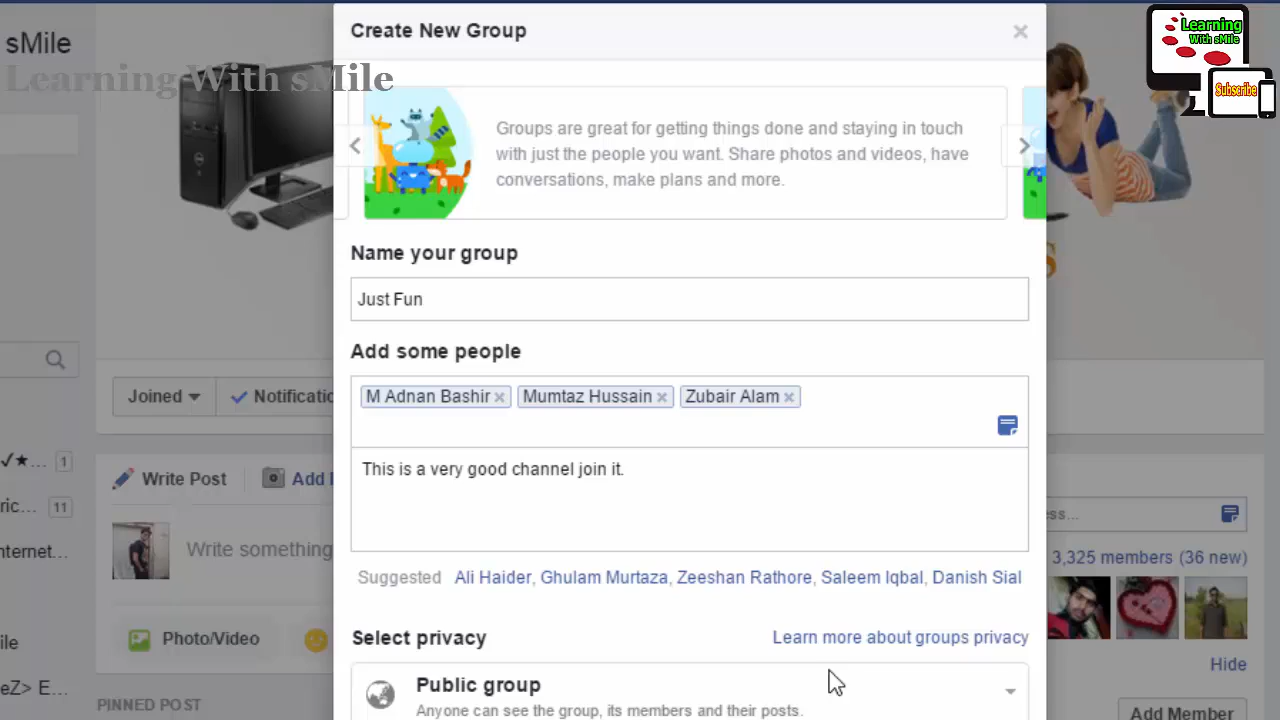 sMile
Learning With sMile
Create New Group
×
Learning
With sMile
Subscribe
Groups are great for getting things done and staying in touch
with just the people you want. Share photos and videos, have
conversations, make plans and more.
Name your group
Just Fun
Add some people
M Adnan Bashir × Mumtaz Hussain × Zubair Alam ×
This is a very good channel join it.
Suggested Ali Haider, Ghulam Murtaza, Zeeshan Rathore, Saleem Iqbal, Danish Sial
Select privacy
Learn more about groups privacy
Public group
Anyone can see the group, its members and their posts.
Joined
Notificatio
✓★... 1
ric... 11
nternet...
Write Post
Add
Write something
Photo/Video
PINNED POST
ess...
3,325 members (36 new)
Hide
Add Member
S